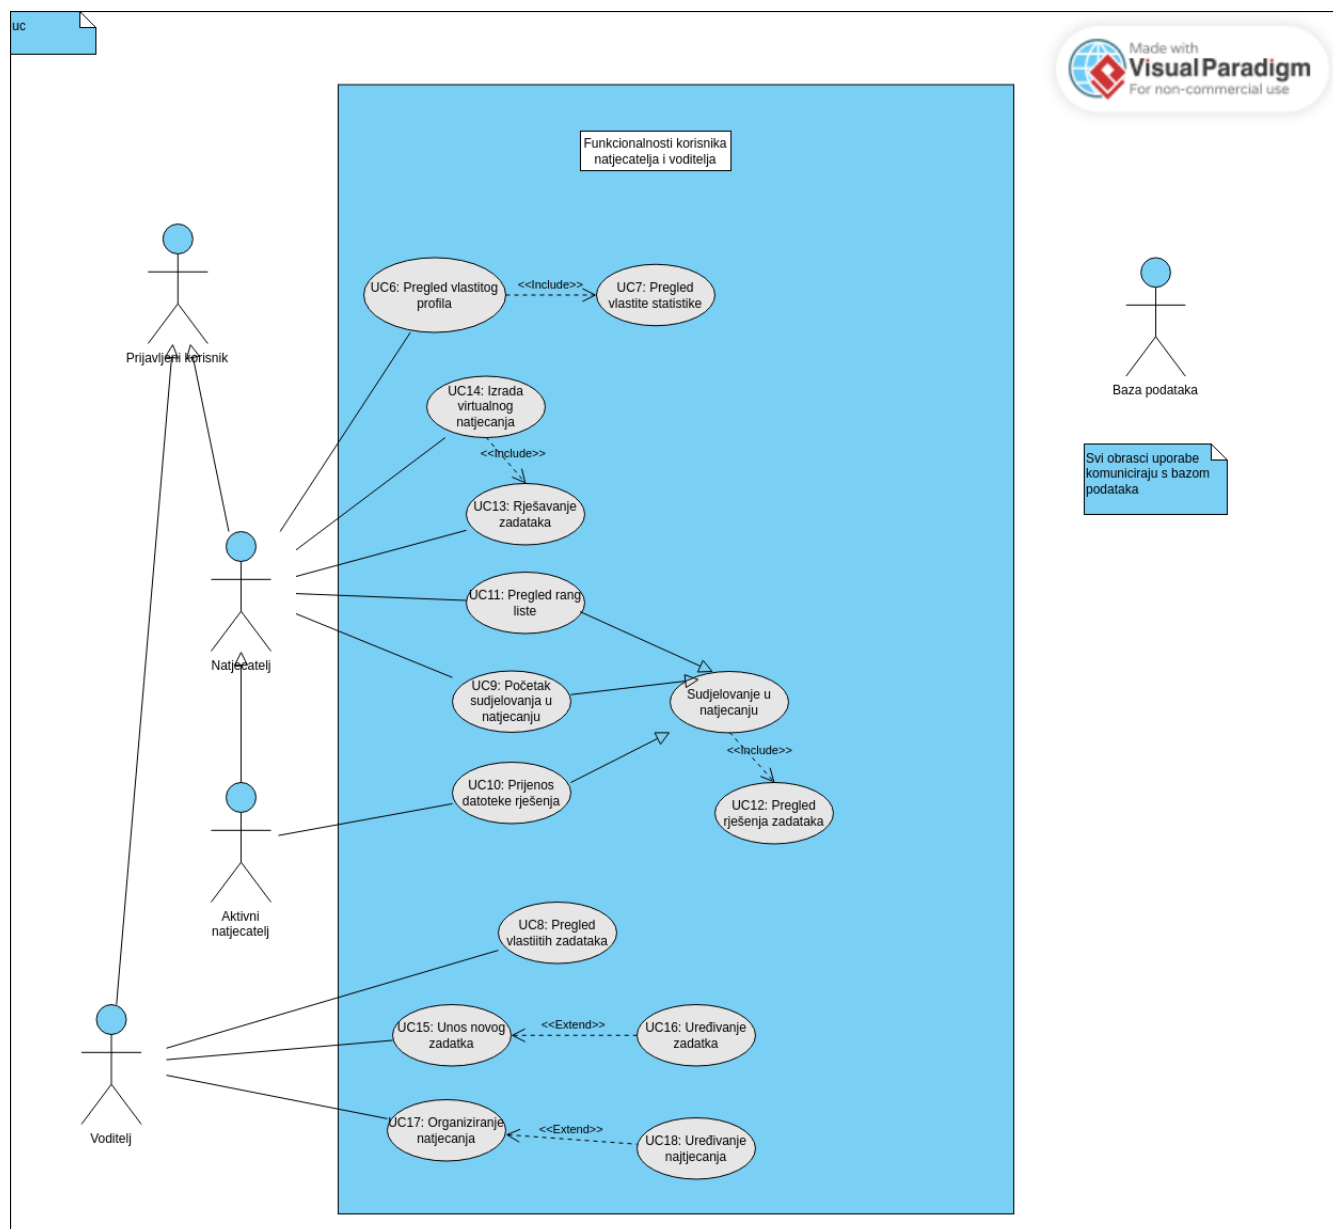 uc
Made with
Visual Paradigm
For non-commercial use
Funkcionalnosti korisnika
natjecatelja i voditelja
Prijavljeni korisnik
UC6: Pregled vlastitog
profila
<<Include>>
UC7: Pregled
vlastite statistike
Baza podataka
UC14: Izrada
virtualnog
natjecanja
<<Include>>
Svi obrasci uporabe
komuniciraju s bazom
podataka
UC13: Rješavanje
zadataka
UC11: Pregled rang
liste
Natjecatelj
UC9: Početak
sudjelovanja u
natjecanju
Sudjelovanje u
natjecanju
<<Include>>
UC10: Prijenos
datoteke rješenja
UC12: Pregled
rješenja zadataka
Aktivni
natjecatelj
UC8: Pregled
vlastiitih zadataka
UC15: Unos novog
zadatka
<<Extend>>
UC16: Uređivanje
zadatka
Voditelj
UC17: Organiziranje
natjecanja
<<Extend>>
UC18: Uređivanje
najtjecanja